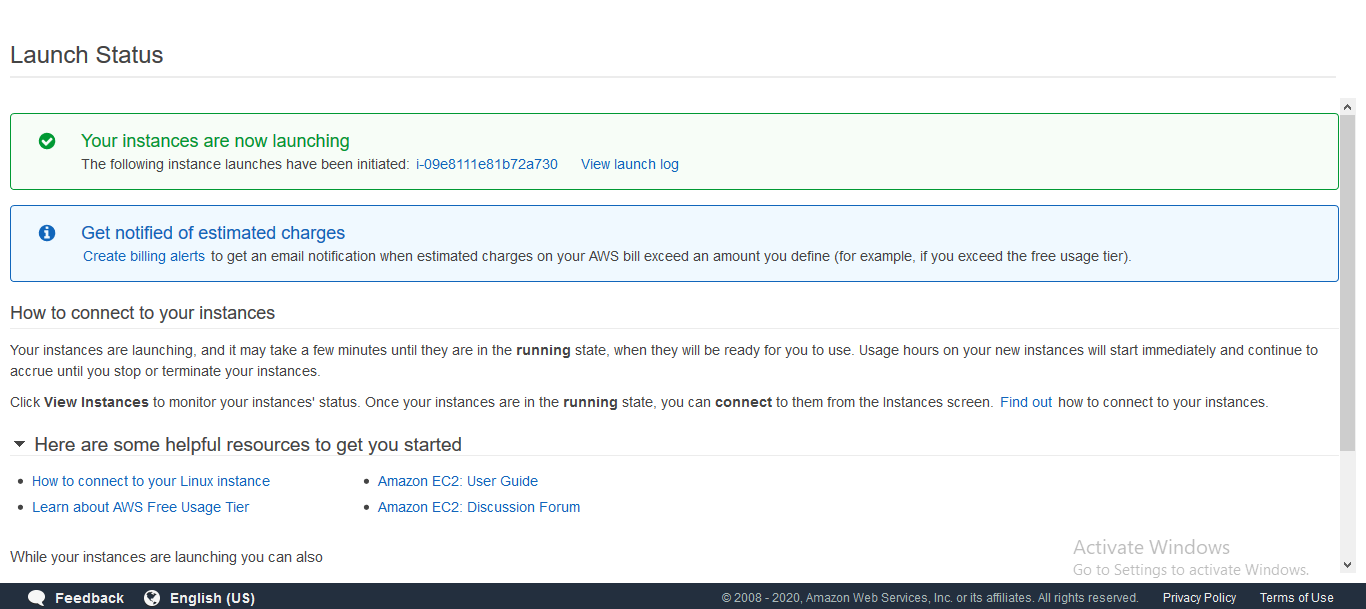 Launch Status
Your instances are now launching
The following instance launches have been initiated: i-09e8111e81b72a730 View launch log
Get notified of estimated charges
Create billing alerts to get an email notification when estimated charges on your AWS bill exceed an amount you define (for example, if you exceed the free usage tier).
How to connect to your instances
Your instances are launching, and it may take a few minutes until they are in the running state, when they will be ready for you to use. Usage hours on your new instances will start immediately and continue to
accrue until you stop or terminate your instances.
Click View Instances to monitor your instances' status. Once your instances are in the running state, you can connect to them from the Instances screen. Find out how to connect to your instances.
Here are some helpful resources to get you started
• How to connect to your Linux instance • Amazon EC2: User Guide
• Learn about AWS Free Usage Tier • Amazon EC2: Discussion Forum
While your instances are launching you can also
Activate Windows
Go to Settings to activate Windows.
Feedback English (US) © 2008 - 2020, Amazon Web Services, Inc. or its affiliates. All rights reserved. Privacy Policy Terms of Use